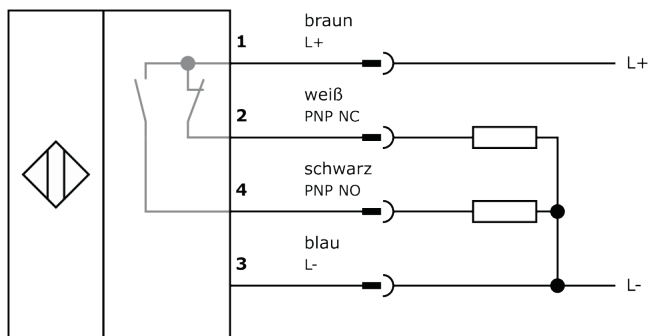 braun
1 L+ L+
weiß
2 PNP NC
schwarz
4 PNP NO
blau
3 L- L-